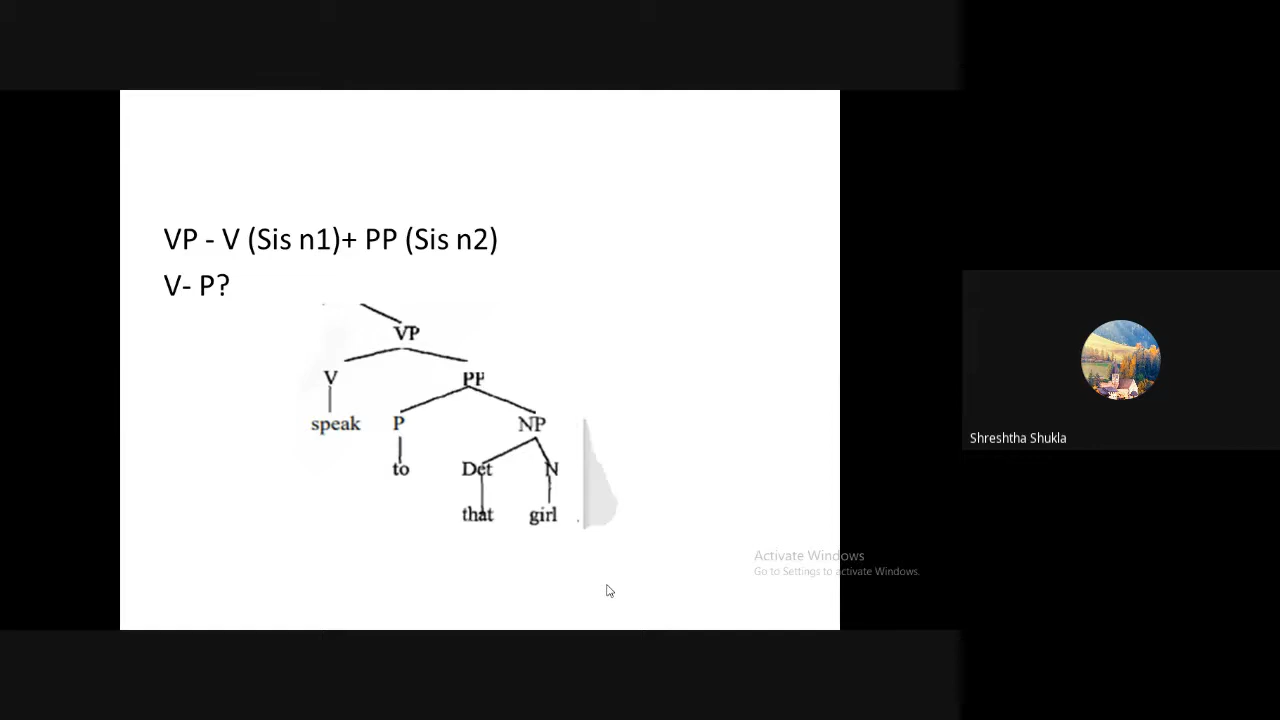 VP - V (Sis n1)+ PP (Sis n2)
V- P?
VP
V PP
speak P NP
to Det N
that girl
Shreshtha Shukla
Activate Windows
Go to Settings to activate Windows.